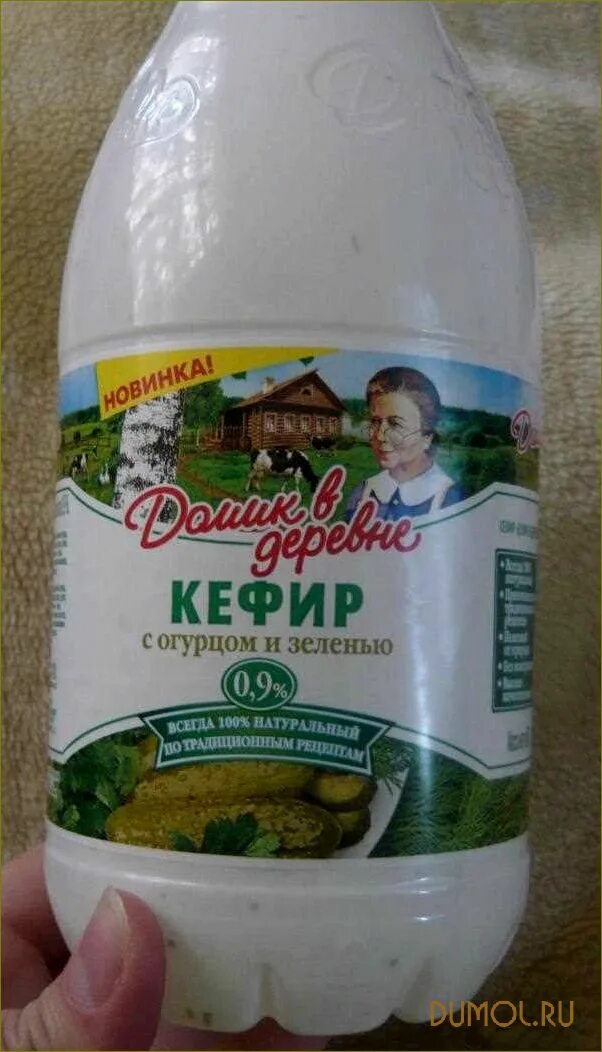 НОВИНКА!
Домик в
деревне
КЕФИР
с огурцом и зеленью
0,9%
ВСЕГДА 100% НАТУРАЛЬНЫЙ
ПО ТРАДИЦИОННЫМ РЕЦЕПТАМ
DUMOL.RU